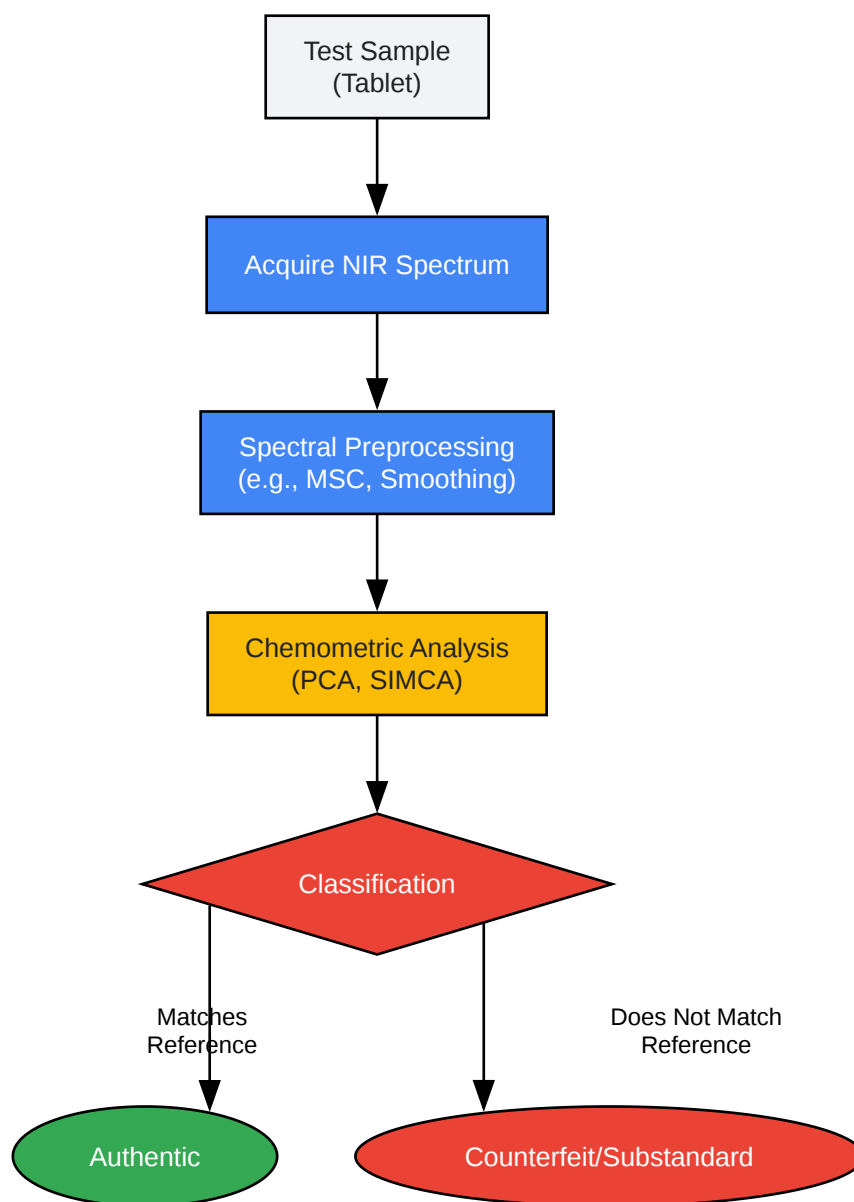 Test Sample
(Tablet)
Acquire NIR Spectrum
Spectral Preprocessing
(e.g., MSC, Smoothing)
Chemometric Analysis
(PCA, SIMCA)
Classification
Matches
Reference
Does Not Match
Reference
Authentic
Counterfeit/Substandard